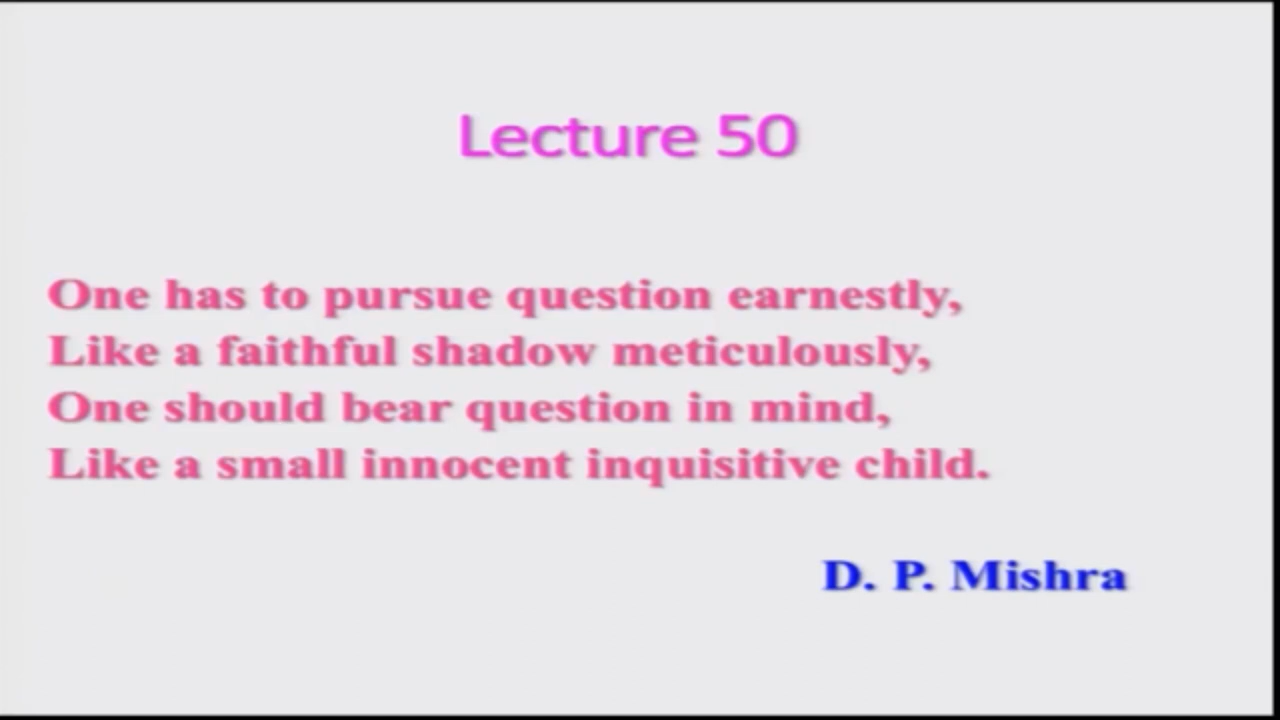 Lecture 50
One has to pursue question earnestly,
Like a faithful shadow meticulously,
One should bear question in mind,
Like a small innocent inquisitive child.
D. P. Mishra